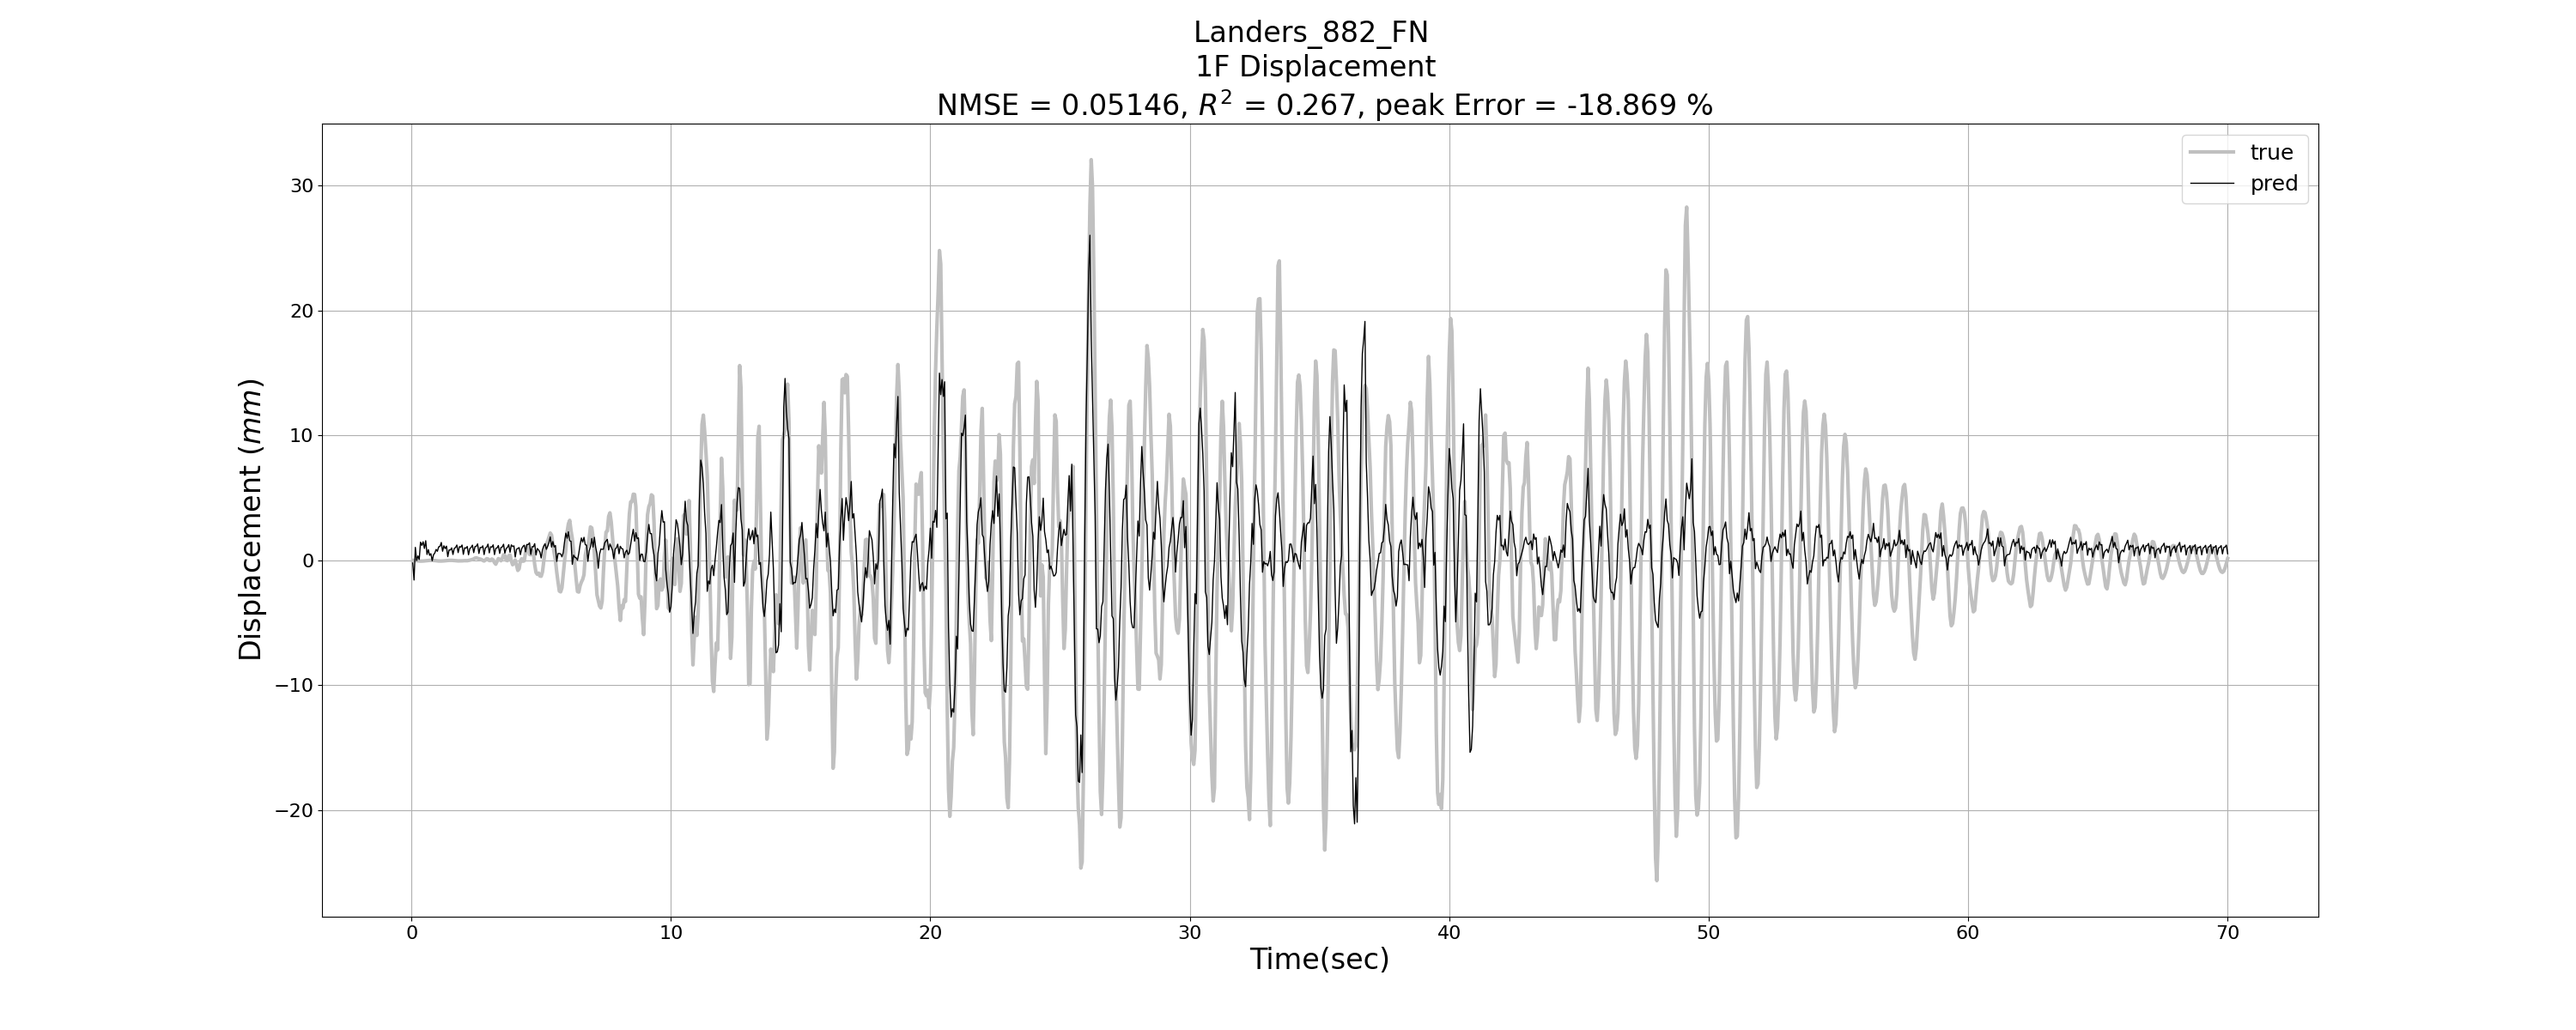 Landers_882_FN
1F Displacement
NMSE = 0.05146, R² = 0.267, peak Error = -18.869 %
true
pred
Displacement (mm)
30
20
10
0
−10
−20
0 10 20 30 40 50 60 70
Time(sec)